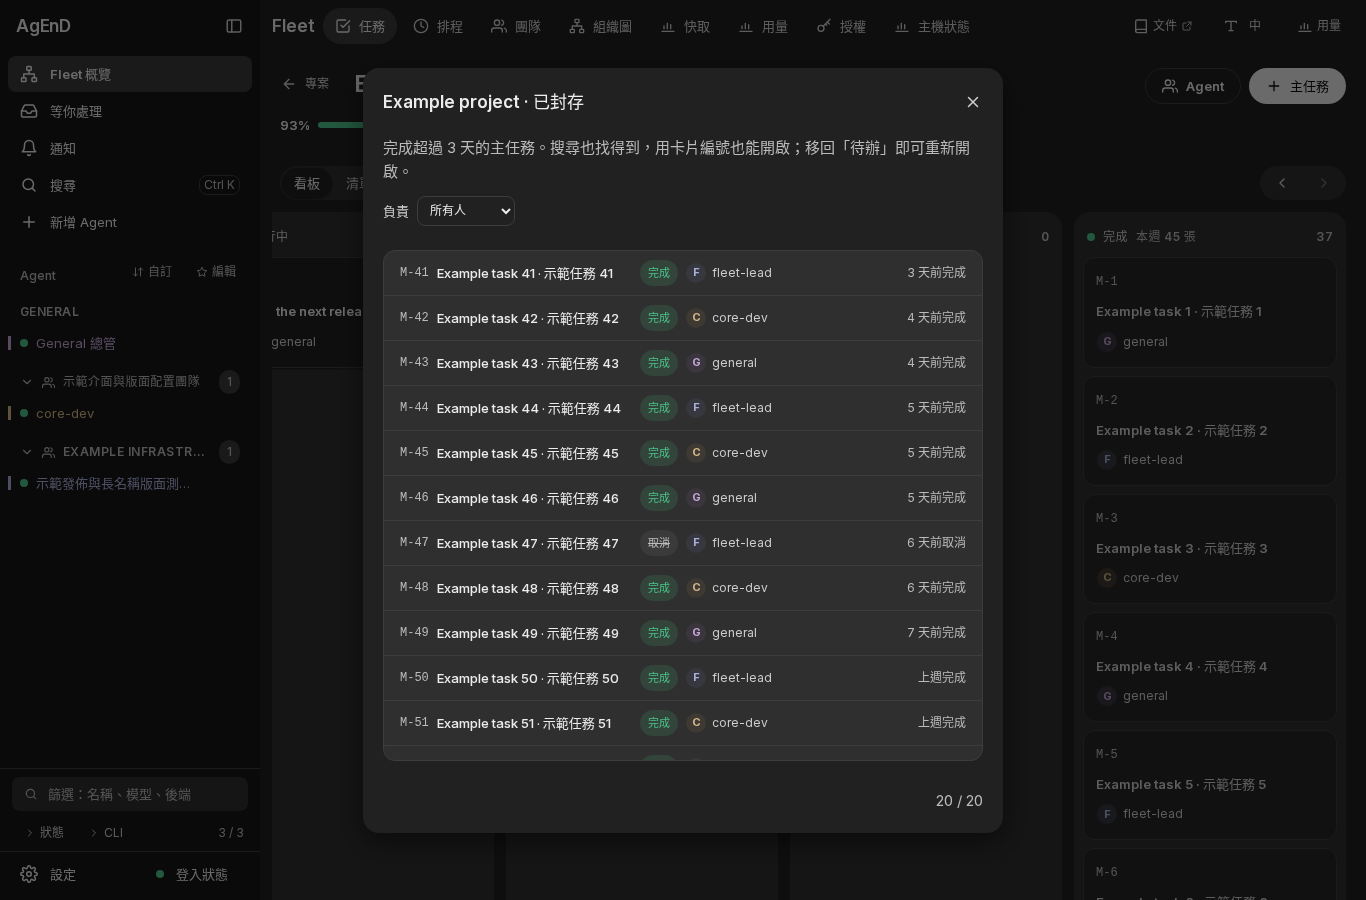 AgEnD
Fleet 概覽
等你處理
通知
搜尋
Ctrl K
新增 Agent
Agent
自訂
編輯
GENERAL
General 總管
示範介面與版面配置團隊
1
core-dev
EXAMPLE INFRASTR...
1
示範發佈與長名稱版面測...
篩選：名稱、模型、後端
狀態
CLI
3 / 3
設定
登入狀態
Fleet
任務
排程
團隊
組織圖
快取
用量
授權
主機狀態
文件
中
用量
專案
Agent
主任務
93%
看板
0
the next relea
general
完成 本週 45 張
37
M-1
Example task 1 · 示範任務 1
general
M-2
Example task 2 · 示範任務 2
fleet-lead
M-3
Example task 3 · 示範任務 3
core-dev
M-4
Example task 4 · 示範任務 4
general
M-5
Example task 5 · 示範任務 5
fleet-lead
M-6
Example project · 已封存
完成超過 3 天的主任務。搜尋也找得到，用卡片編號也能開啟；移回「待辦」即可重新開
啟。
負責
所有人
M-41 Example task 41 · 示範任務 41 完成 F fleet-lead 3 天前完成
M-42 Example task 42 · 示範任務 42 完成 C core-dev 4 天前完成
M-43 Example task 43 · 示範任務 43 完成 G general 4 天前完成
M-44 Example task 44 · 示範任務 44 完成 F fleet-lead 5 天前完成
M-45 Example task 45 · 示範任務 45 完成 C core-dev 5 天前完成
M-46 Example task 46 · 示範任務 46 完成 G general 5 天前完成
M-47 Example task 47 · 示範任務 47 取消 F fleet-lead 6 天前取消
M-48 Example task 48 · 示範任務 48 完成 C core-dev 6 天前完成
M-49 Example task 49 · 示範任務 49 完成 G general 7 天前完成
M-50 Example task 50 · 示範任務 50 完成 F fleet-lead 上週完成
M-51 Example task 51 · 示範任務 51 完成 C core-dev 上週完成
20 / 20